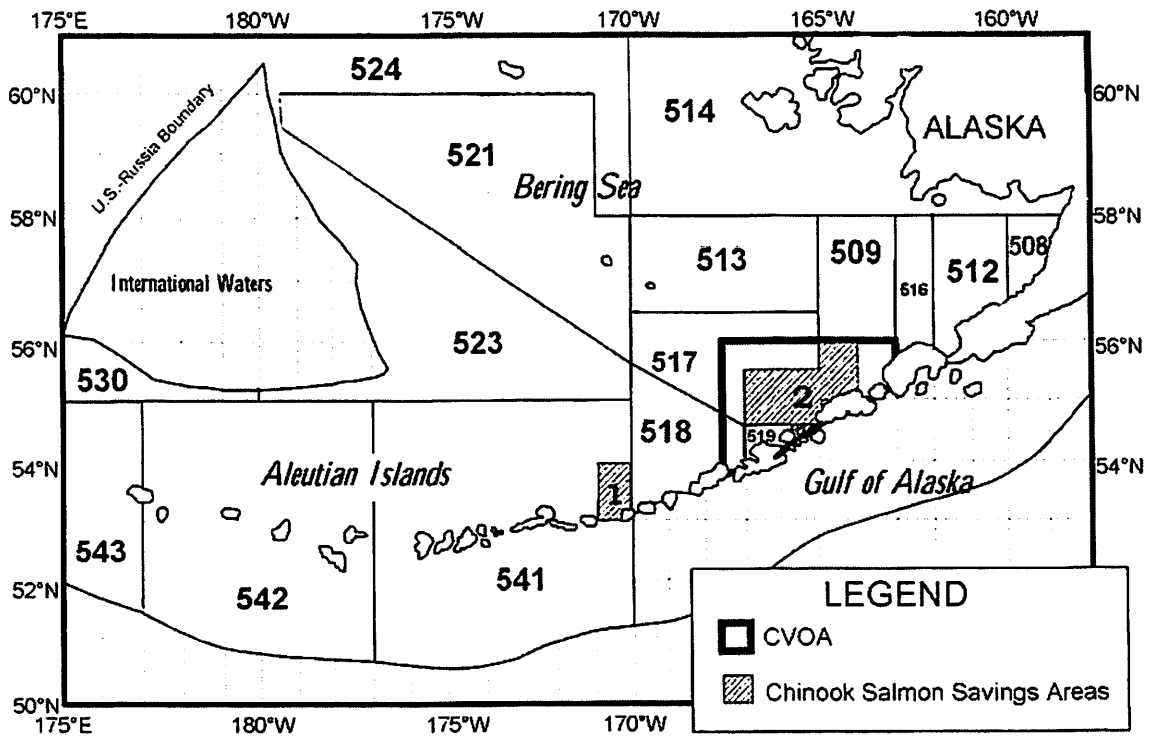 175°E 180°W 175°W 170°W 165°W 160°W
524
60°N 60°N
514
ALASKA
U.S.-Russia Boundary
521
Bering Sea
58°N 58°N
513 509 508
512
International Waters 516
523
517
56°N 56°N
530
2
518 519
54°N 54°N
Aleutian Islands
Gulf of Alaska
1
543
541
542
52°N
LEGEND
CVOA
Chinook Salmon Savings Areas
50°N
175°E 180°W 175°W 170°W